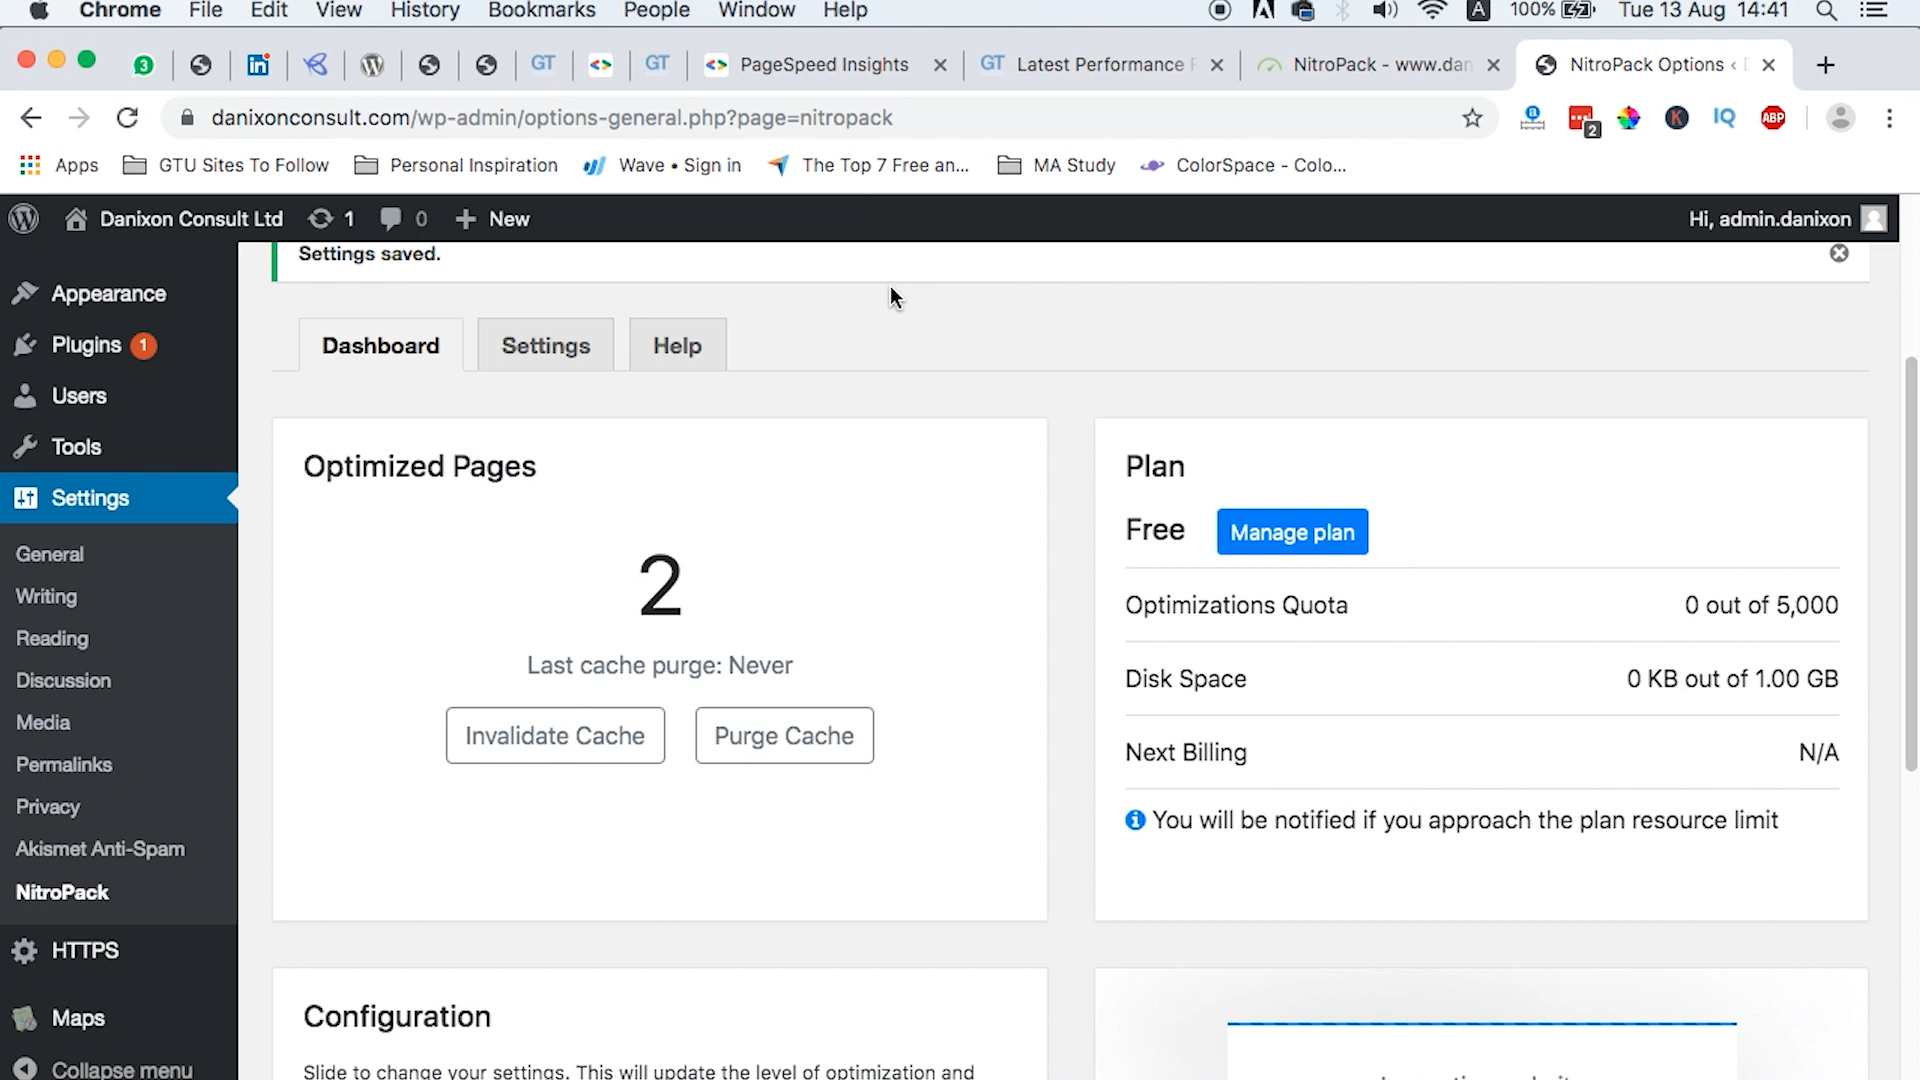 Chrome File Edit View History Bookmarks People Window Help
A 100% Tue 13 Aug 14:41
3 GT GT PageSpeed Insights GT Latest Performance NitroPack - www.dan NitroPack Options ‹
danixonconsult.com/wp-admin/options-general.php?page=nitropack
2 K IQ ABP
Apps GTU Sites To Follow Personal Inspiration Wave • Sign in The Top 7 Free an... MA Study ColorSpace - Colo...
Danixon Consult Ltd 1 0 New Hi, admin.danixon
Settings saved.
Appearance
Plugins 1
Users
Tools
Settings
General
Writing
Reading
Discussion
Media
Permalinks
Privacy
Akismet Anti-Spam
NitroPack
HTTPS
Maps
Collapse menu
Dashboard Settings Help
Optimized Pages
2
Last cache purge: Never
Invalidate Cache Purge Cache
Plan
Free Manage plan
Optimizations Quota 0 out of 5,000
Disk Space 0 KB out of 1.00 GB
Next Billing N/A
You will be notified if you approach the plan resource limit
Configuration
Slide to change your settings. This will update the level of optimization and